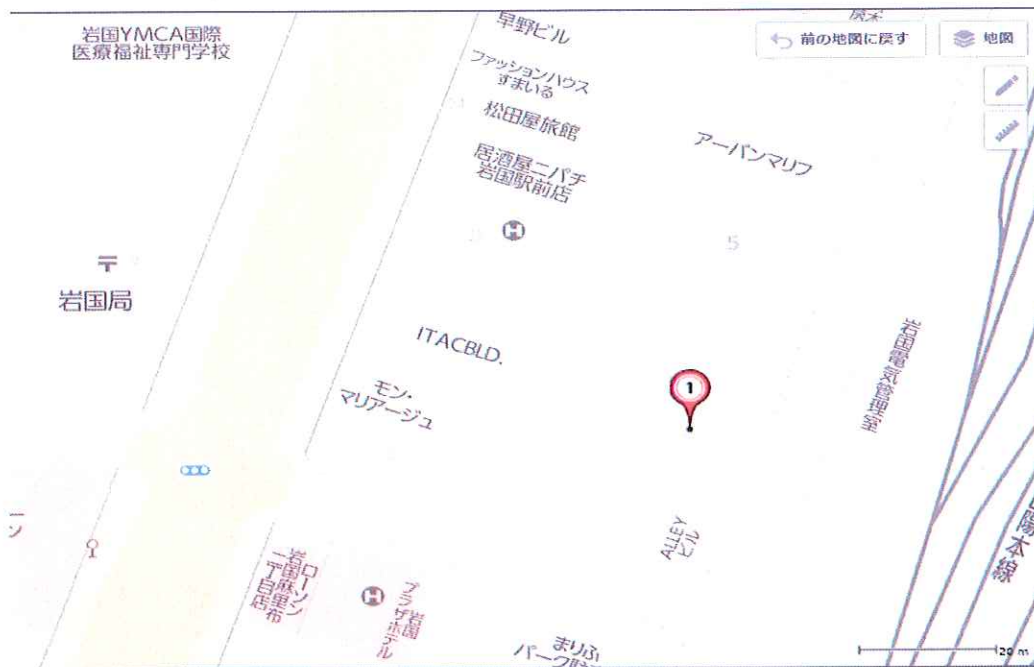 岩国YMCA国際
医療福祉専門学校
早野ビル
ファッションハウス
すまいる
松田屋旅館
居酒屋ニパチ
岩国駅前店
H
アーバンマリフ
前の地図に戻す
地図
5
〒
岩国局
ITACBLD.
モン・
マリアージュ
1
岩国電気管理室
ALLEY
ビル
ローソン
岩国麻里布
一丁目店
H
岩国
プラザホテル
まりふ
本線
20 m